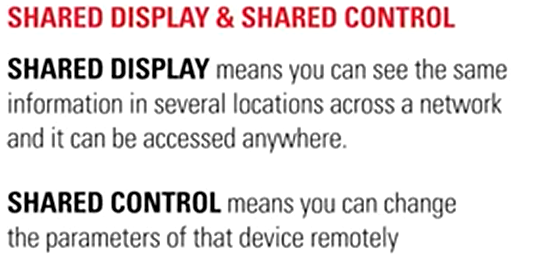 SHARED DISPLAY & SHARED CONTROL
SHARED DISPLAY means you can see the same
information in several locations across a network
and it can be accessed anywhere.
SHARED CONTROL means you can change
the parameters of that device remotely